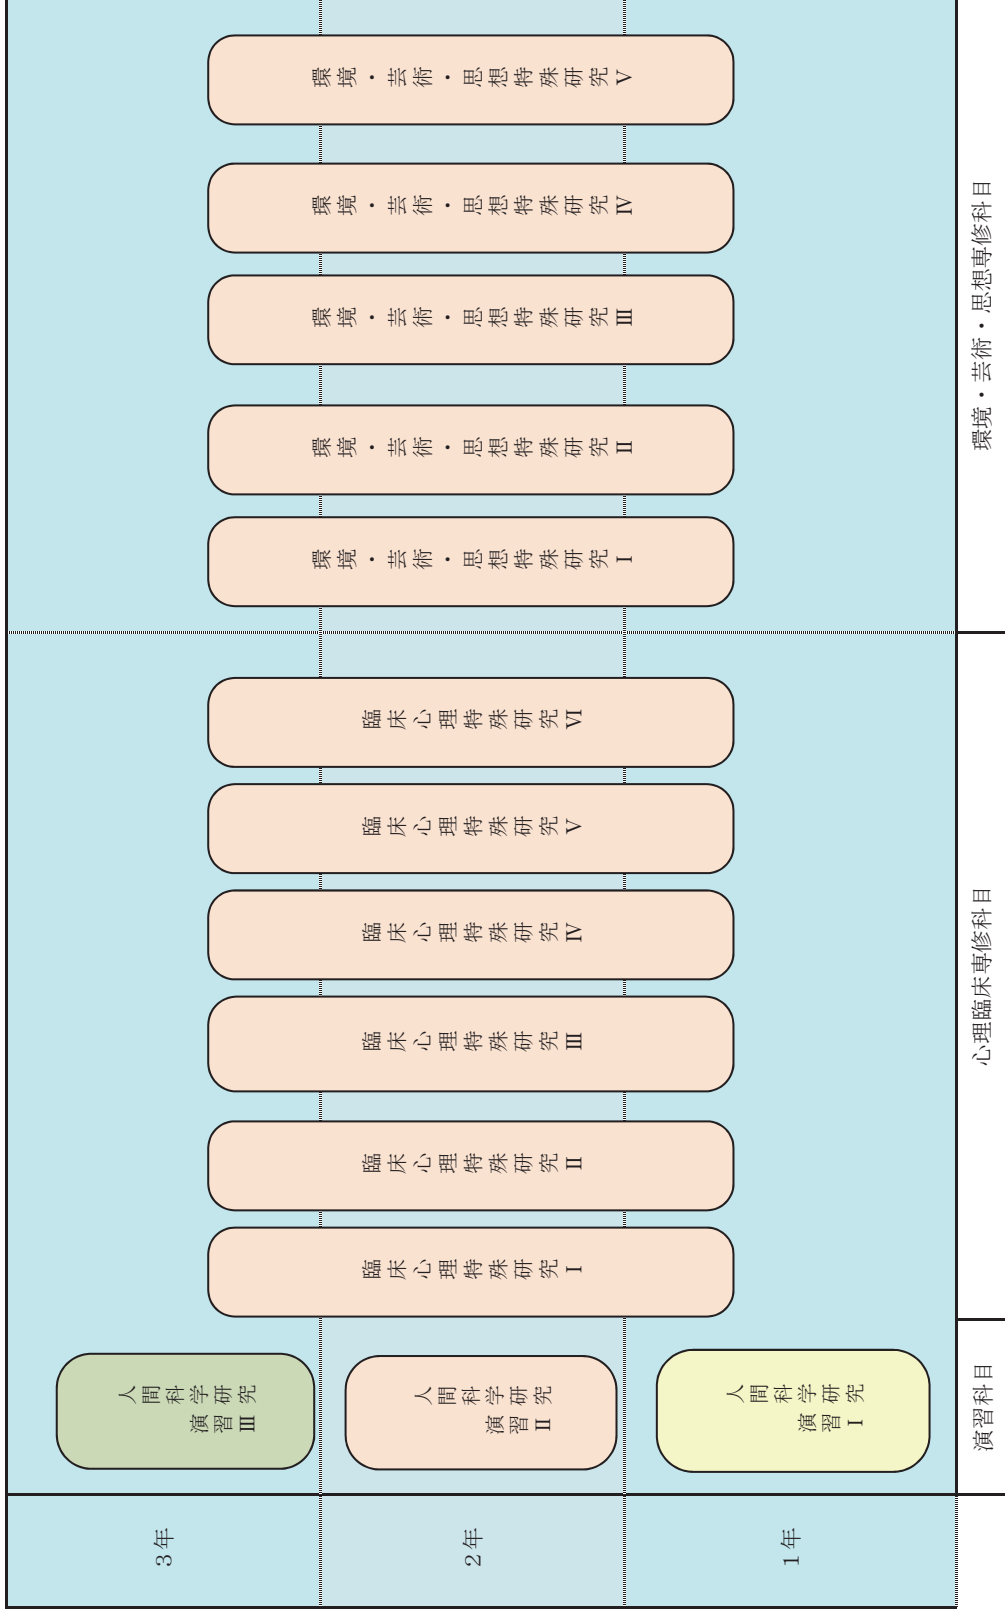 3年
人間科学研究
演習Ⅲ
2年
人間科学研究
演習Ⅱ
1年
人間科学研究
演習Ⅰ
臨床心理特殊研究Ⅰ
臨床心理特殊研究Ⅱ
臨床心理特殊研究Ⅲ
臨床心理特殊研究Ⅳ
臨床心理特殊研究Ⅴ
臨床心理特殊研究Ⅵ
環境・芸術・思想特殊研究Ⅰ
環境・芸術・思想特殊研究Ⅱ
環境・芸術・思想特殊研究Ⅲ
環境・芸術・思想特殊研究Ⅳ
環境・芸術・思想特殊研究Ⅴ
演習科目
心理臨床専修科目
環境・芸術・思想専修科目